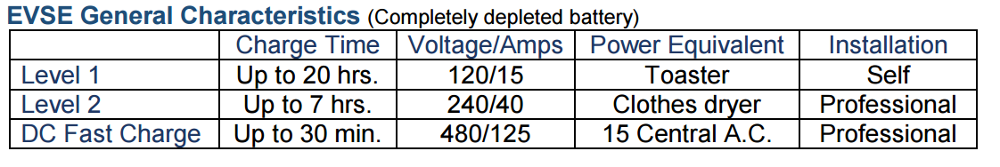 EVSE General Characteristics (Completely depleted battery)
Charge Time Voltage/Amps Power Equivalent Installation
Level 1 Up to 20 hrs. 120/15 Toaster Self
Level 2 Up to 7 hrs. 240/40 Clothes dryer Professional
DC Fast Charge Up to 30 min. 480/125 15 Central A.C. Professional